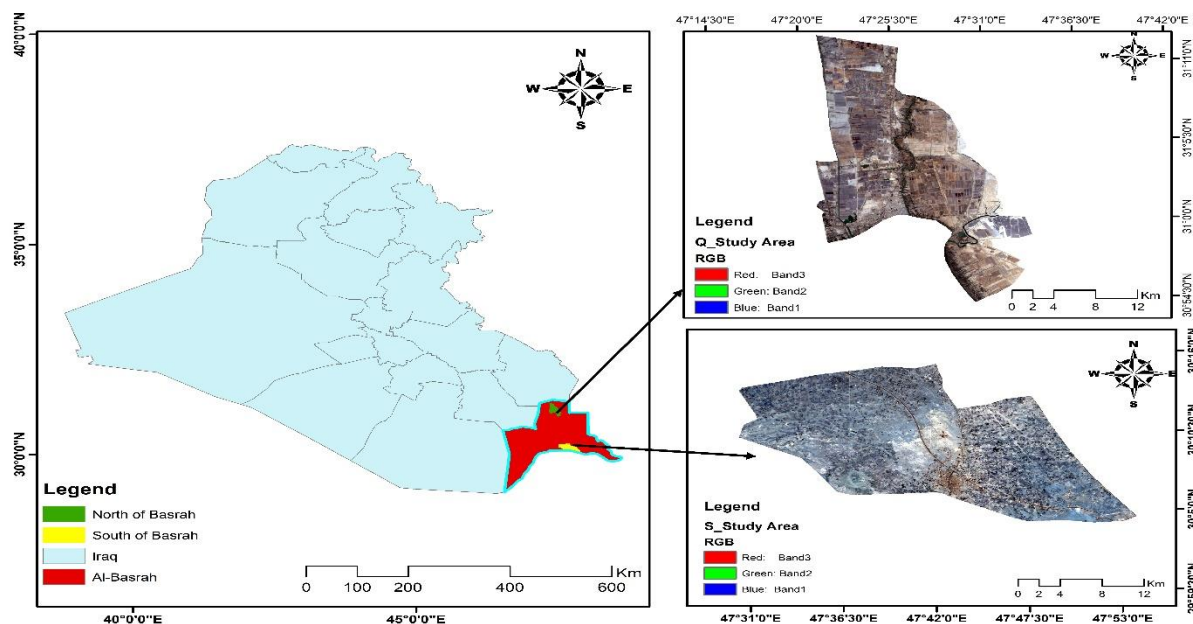 40°0'0"N
N
W E
S
35°0'0"N
30°0'0"N
Legend
North of Basrah
South of Basrah
Iraq
Al-Basrah
0 100 200 400 600 Km
40°0'0"E 45°0'0"E
47°14'30"E 47°20'0"E 47°25'30"E 47°31'0"E 47°36'30"E 47°42'0"E
N
W E
S
31°11'0"N
31°5'30"N
31°0'0"N
30°54'30"N
Legend
Q_Study Area
RGB
Red: Band3
Green: Band2
Blue: Band1
0 2 4 8 12 Km
N
W E
S
Legend
S_Study Area
RGB
Red: Band3
Green: Band2
Blue: Band1
0 2 4 8 12 Km
47°31'0"E 47°36'30"E 47°42'0"E 47°47'30"E 47°53'0"E